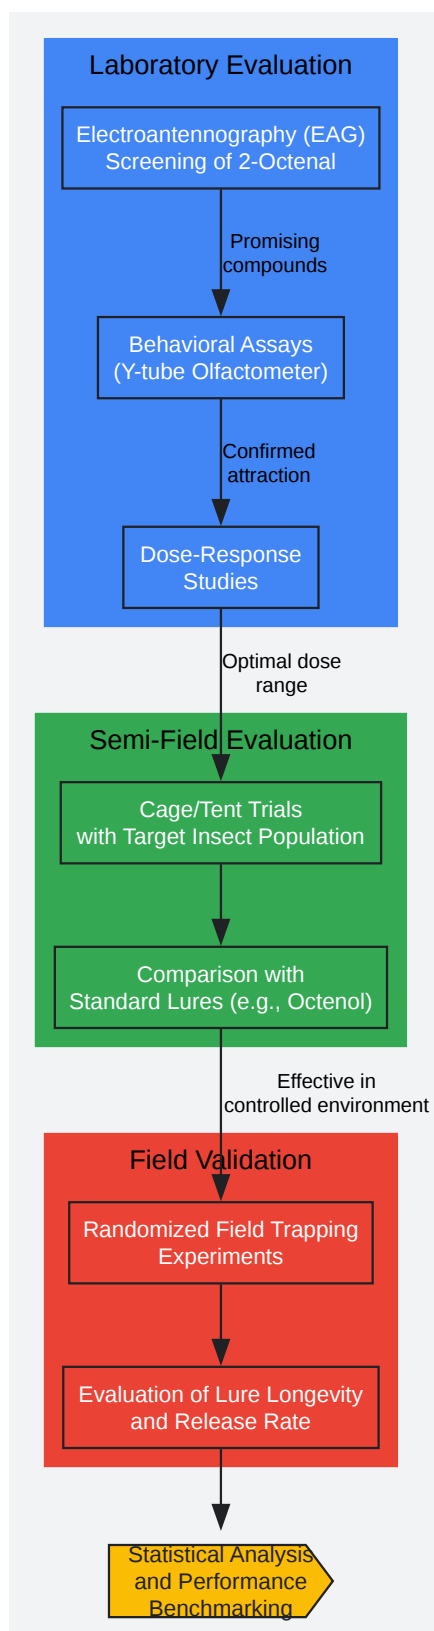 Laboratory Evaluation
Electroantennography (EAG)
Screening of 2-Octenal
Promising
compounds
Behavioral Assays
(Y-tube Olfactometer)
Confirmed
attraction
Dose-Response
Studies
Optimal dose
range
Semi-Field Evaluation
Cage/Tent Trials
with Target Insect Population
Comparison with
Standard Lures (e.g., Octenol)
Effective in
controlled environment
Field Validation
Randomized Field Trapping
Experiments
Evaluation of Lure Longevity
and Release Rate
Statistical Analysis
and Performance
Benchmarking